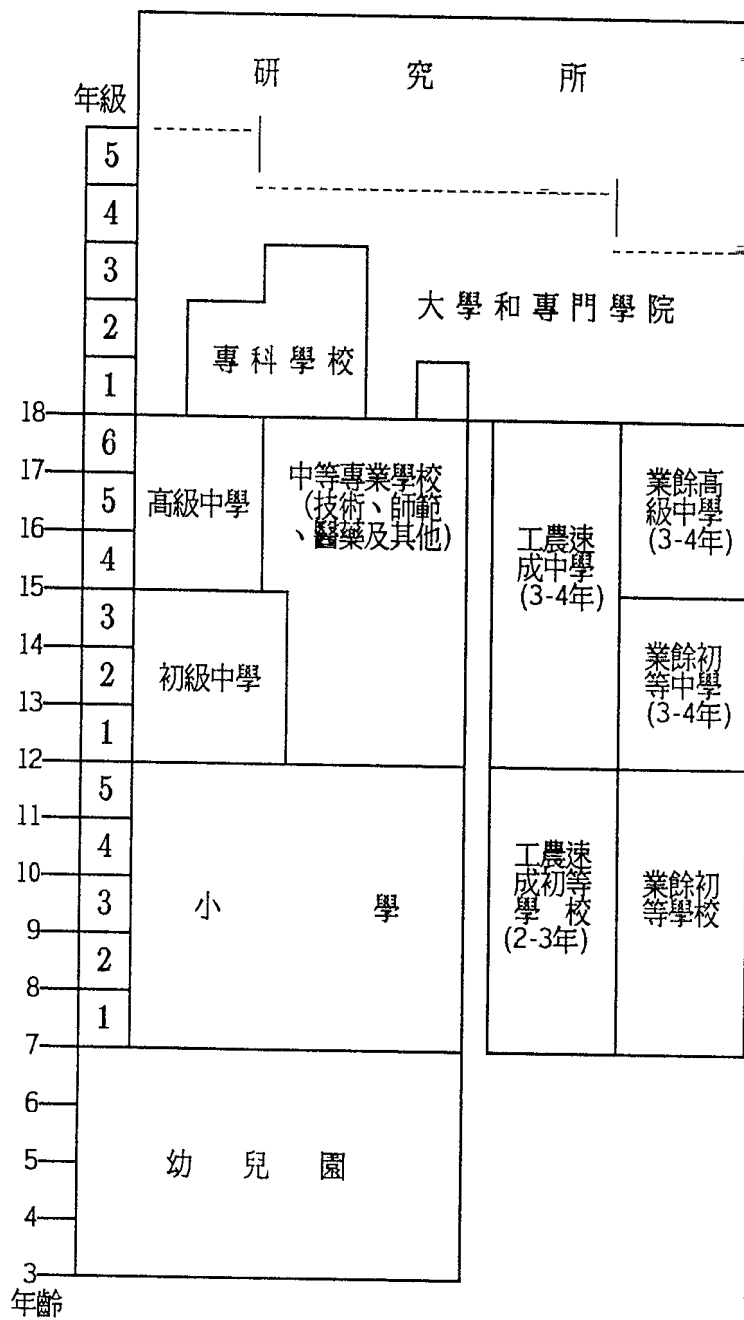 研究所
年級
5
4
3
2
1
大學和專門學院
專科學校
18
6
17
5
16
4
15
3
14
2
13
1
12
5
11
4
10
3
9
2
8
1
7
6
5
4
3
年齡
高級中學
中等專業學校
(技術、師範
、醫藥及其他)
初級中學
小學
幼兒園
工農速
成中學
(3-4年)
業餘高
級中學
(3-4年)
業餘初
等中學
(3-4年)
工農速
成初等
學校
(2-3年)
業餘初
等學校